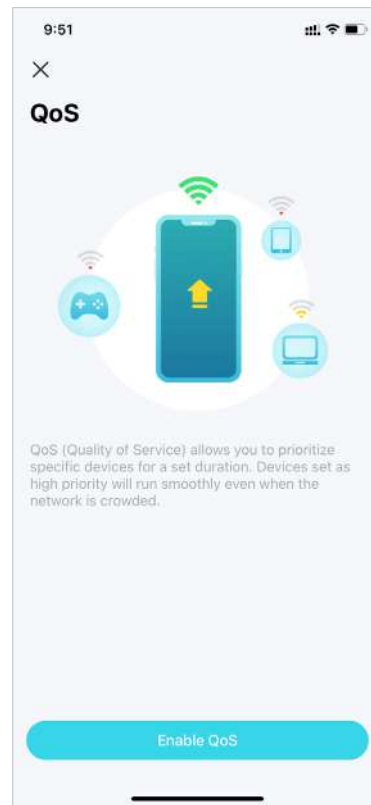 9:51
QoS
QoS (Quality of Service) allows you to prioritize
specific devices for a set duration. Devices set as
high priority will run smoothly even when the
network is crowded.
Enable QoS